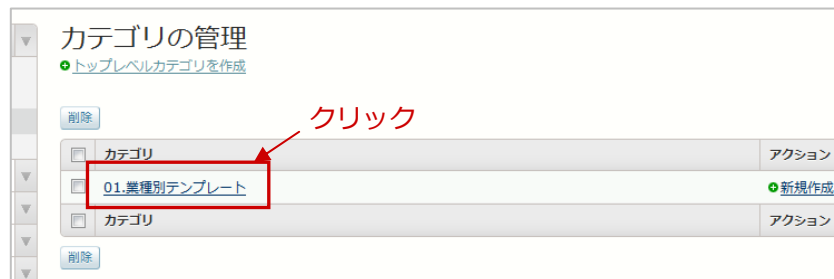 カテゴリの管理
トップレベルカテゴリを作成
削除
クリック
カテゴリ アクション
01.業種別テンプレート 新規作成
カテゴリ アクション
削除